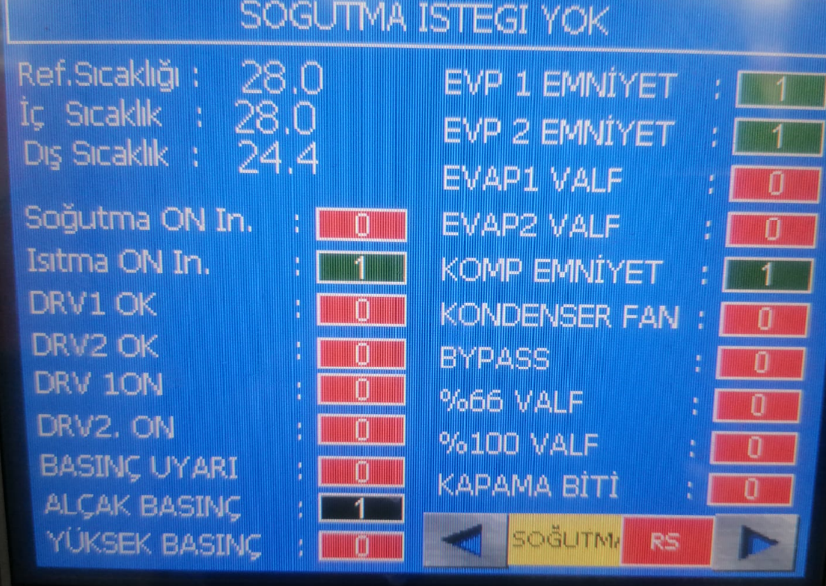 SOĞUTMA ISTEGI YOK
Ref.Sıcaklığı : 28.0
İç Sıcaklık : 28.0
Dış Sıcaklık : 24.4
Soğutma ON In. : 0
Isıtma ON In. : 1
DRV1 OK : 0
DRV2 OK : 0
DRV 1ON : 0
DRV2. ON : 0
BASINÇ UYARI : 0
ALÇAK BASINÇ : 1
YÜKSEK BASINÇ : 0
EVP 1 EMNİYET : 1
EVP 2 EMNİYET : 1
EVAP1 VALF : 0
EVAP2 VALF : 0
KOMP EMNİYET : 1
KONDENSER FAN : 0
BYPASS : 0
%66 VALF : 0
%100 VALF : 0
KAPAMA BİTİ : 0
SOĞUTMA RS